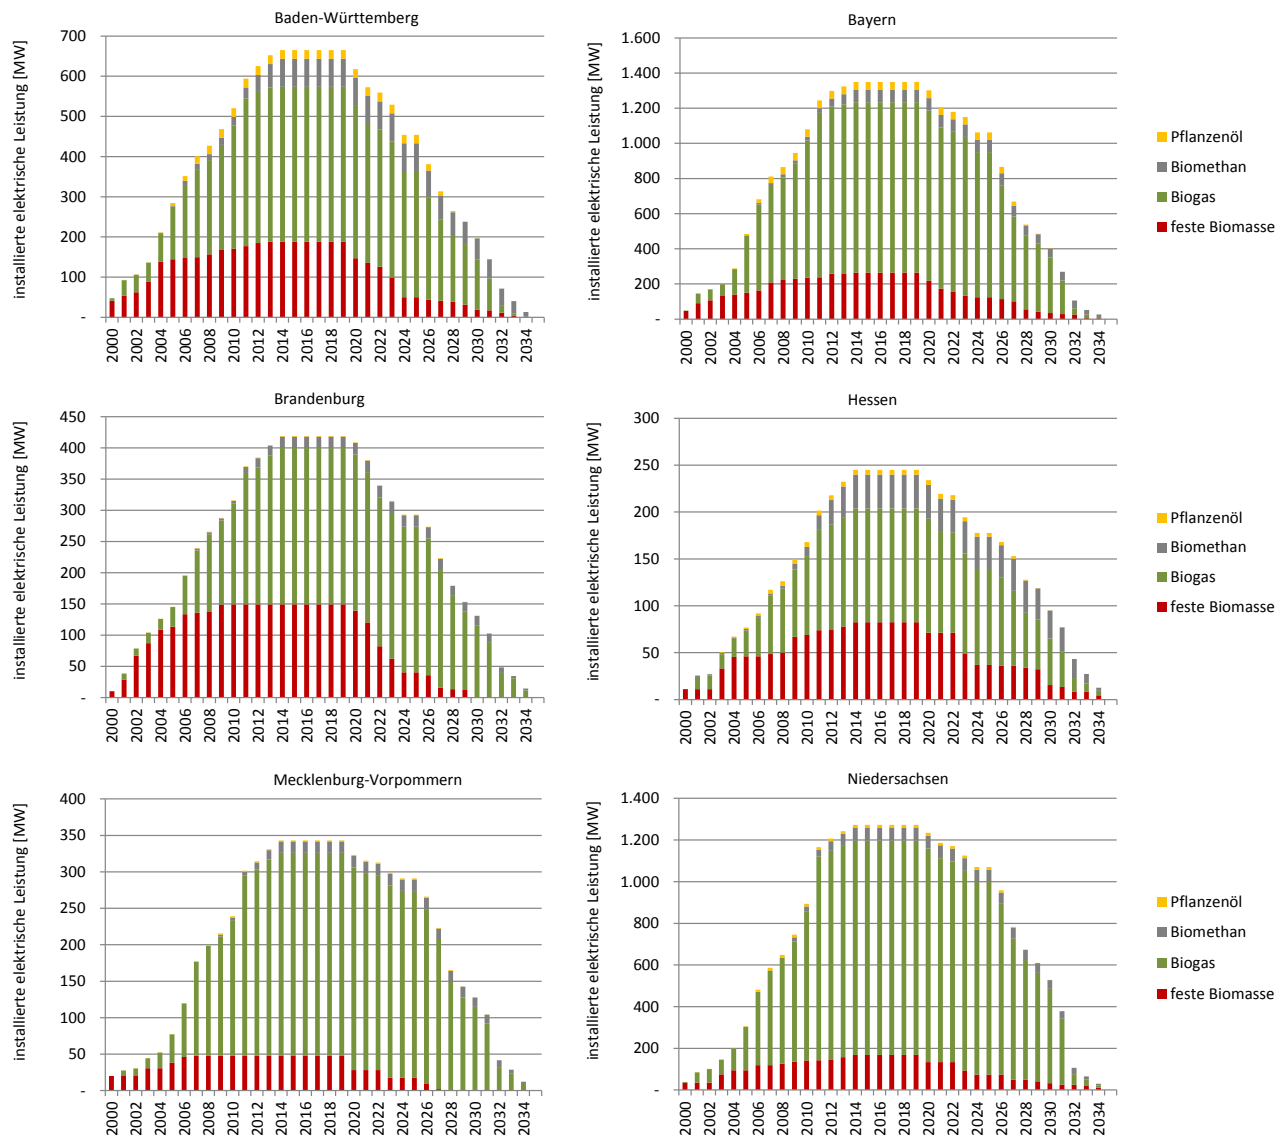 Baden-Württemberg
installierte elektrische Leistung [MW]
700
600
500
400
300
200
100
-
2000 2002 2004 2006 2008 2010 2012 2014 2016 2018 2020 2022 2024 2026 2028 2030 2032 2034
Bayern
installierte elektrische Leistung [MW]
1.600
1.400
1.200
1.000
800
600
400
200
-
2000 2002 2004 2006 2008 2010 2012 2014 2016 2018 2020 2022 2024 2026 2028 2030 2032 2034
Pflanzenöl
Biomethan
Biogas
feste Biomasse
Brandenburg
installierte elektrische Leistung [MW]
450
400
350
300
250
200
150
100
50
-
2000 2002 2004 2006 2008 2010 2012 2014 2016 2018 2020 2022 2024 2026 2028 2030 2032 2034
Hessen
installierte elektrische Leistung [MW]
300
250
200
150
100
50
-
2000 2002 2004 2006 2008 2010 2012 2014 2016 2018 2020 2022 2024 2026 2028 2030 2032 2034
Pflanzenöl
Biomethan
Biogas
feste Biomasse
Mecklenburg-Vorpommern
installierte elektrische Leistung [MW]
400
350
300
250
200
150
100
50
-
2000 2002 2004 2006 2008 2010 2012 2014 2016 2018 2020 2022 2024 2026 2028 2030 2032 2034
Niedersachsen
installierte elektrische Leistung [MW]
1.400
1.200
1.000
800
600
400
200
-
2000 2002 2004 2006 2008 2010 2012 2014 2016 2018 2020 2022 2024 2026 2028 2030 2032 2034
Pflanzenöl
Biomethan
Biogas
feste Biomasse